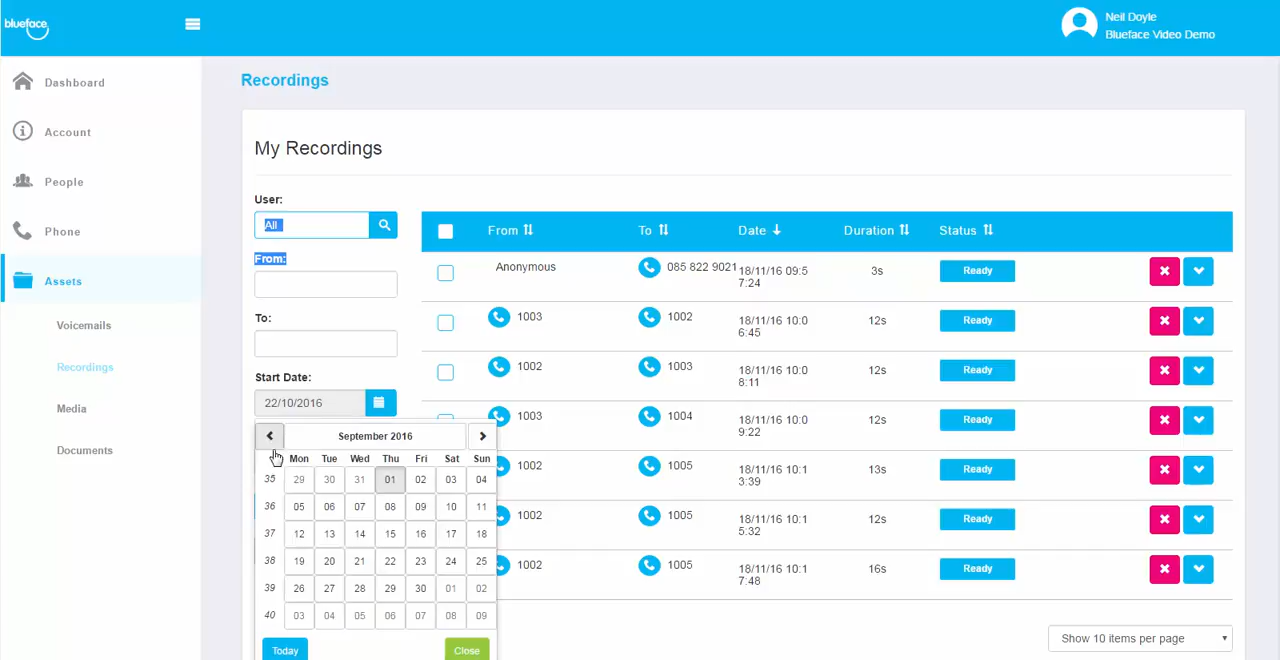 blueface
Neil Doyle
Blueface Video Demo
Dashboard
Account
People
Phone
Assets
Voicemails
Recordings
Media
Documents
Recordings
My Recordings
User:
All
From:
To:
Start Date:
22/10/2016
September 2016
Mon Tue Wed Thu Fri Sat Sun
35 29 30 31 01 02 03 04
36 05 06 07 08 09 10 11
37 12 13 14 15 16 17 18
38 19 20 21 22 23 24 25
39 26 27 28 29 30 01 02
40 03 04 05 06 07 08 09
Today Close
From To Date Duration Status
Anonymous 085 822 9021 18/11/16 09:5
7:24 3s Ready
1003 1002 18/11/16 10:0
6:45 12s Ready
1002 1003 18/11/16 10:0
8:11 12s Ready
1003 1004 18/11/16 10:0
9:22 12s Ready
1002 1005 18/11/16 10:1
3:39 13s Ready
1002 1005 18/11/16 10:1
5:32 12s Ready
1002 1005 18/11/16 10:1
7:48 16s Ready
Show 10 items per page